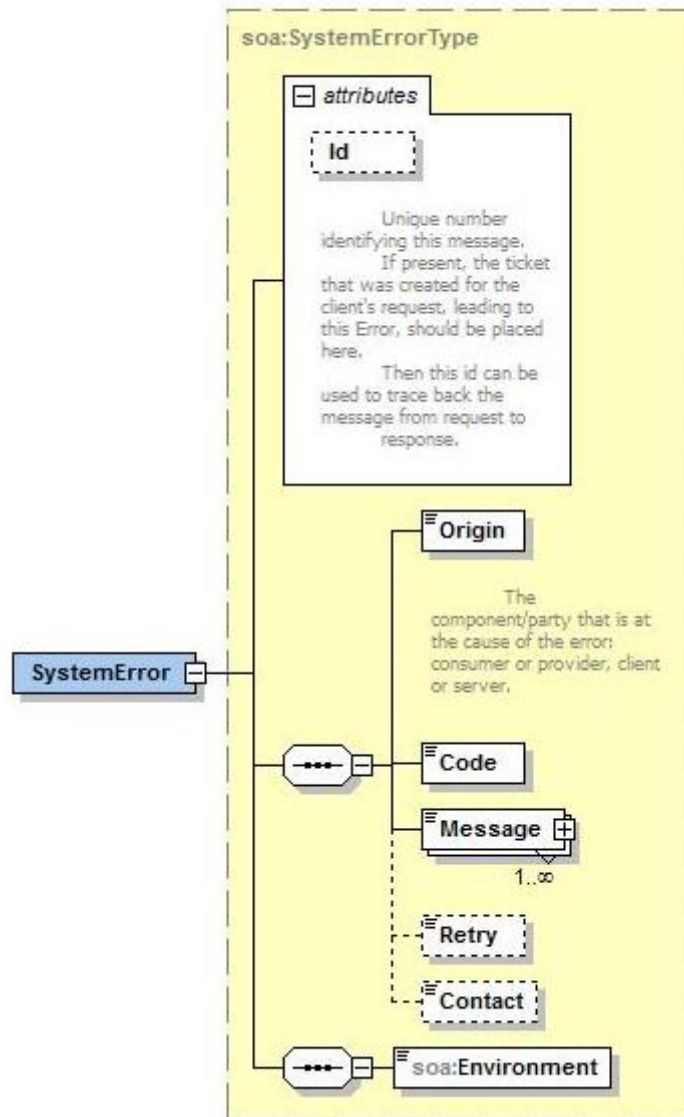 soa:SystemErrorType
attributes
Id
Unique number
identifying this message.
If present, the ticket
that was created for the
client's request, leading to
this Error, should be placed
here.
Then this id can be
used to trace back the
message from request to
response.
Origin
The
component/party that is at
the cause of the error:
consumer or provider, client
or server.
SystemError
Code
Message
1..∞
Retry
Contact
soa:Environment